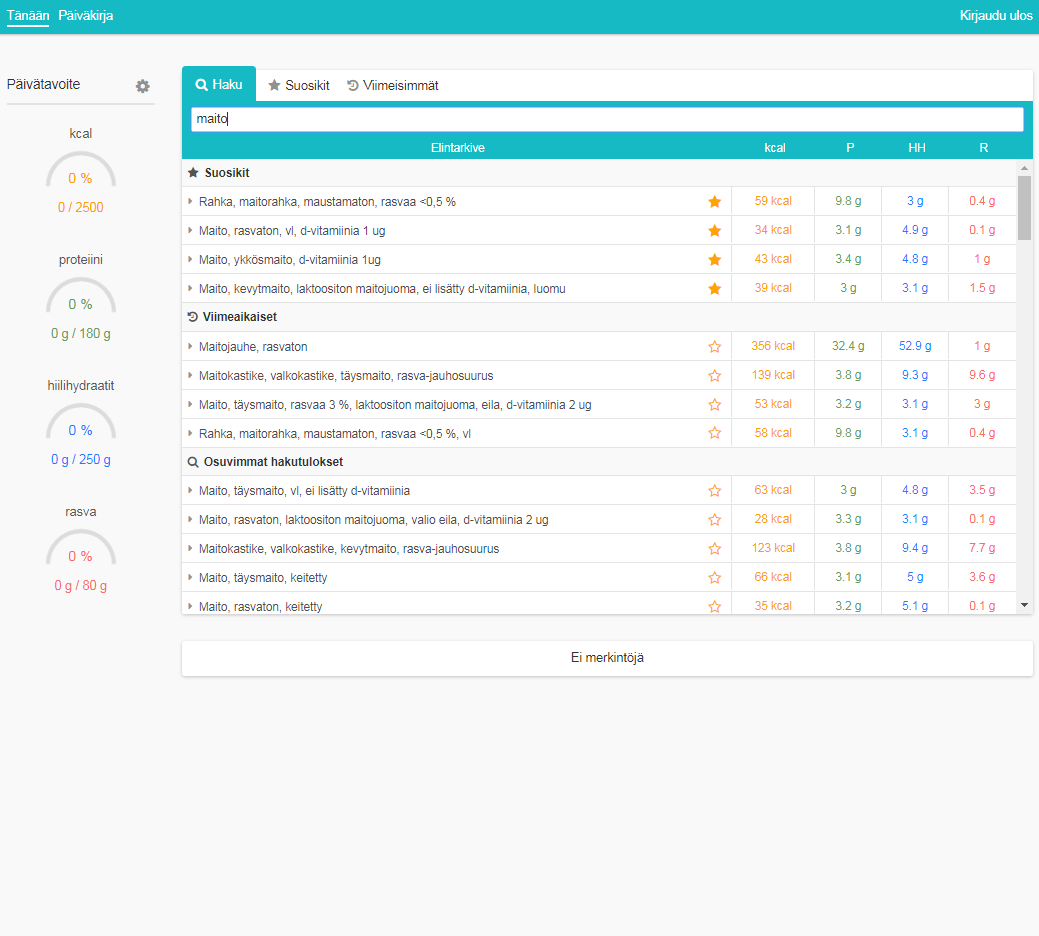 Tänään Päiväkirja Kirjaudu ulos
Päivätavoite
kcal
0 %
0 / 2500
proteiini
0 %
0 g / 180 g
hiilihydraatit
0 %
0 g / 250 g
rasva
0 %
0 g / 80 g
Haku Suosikit Viimeisimmät
maito
Elintarkive kcal P HH R
Suosikit
Rahka, maitorahka, maustamaton, rasvaa <0,5 % 59 kcal 9.8 g 3 g 0.4 g
Maito, rasvaton, vl, d-vitamiinia 1 ug 34 kcal 3.1 g 4.9 g 0.1 g
Maito, ykkösmaito, d-vitamiinia 1ug 43 kcal 3.4 g 4.8 g 1 g
Maito, kevytmaito, laktoositon maitojuoma, ei lisätty d-vitamiinia, luomu 39 kcal 3 g 3.1 g 1.5 g
Viimeaikaiset
Maitojauhe, rasvaton 356 kcal 32.4 g 52.9 g 1 g
Maitokastike, valkokastike, täysmaito, rasva-jauhosuurus 139 kcal 3.8 g 9.3 g 9.6 g
Maito, täysmaito, rasvaa 3 %, laktoositon maitojuoma, eila, d-vitamiinia 2 ug 53 kcal 3.2 g 3.1 g 3 g
Rahka, maitorahka, maustamaton, rasvaa <0,5 %, vl 58 kcal 9.8 g 3.1 g 0.4 g
Osuvimmat hakutulokset
Maito, täysmaito, vl, ei lisätty d-vitamiinia 63 kcal 3 g 4.8 g 3.5 g
Maito, rasvaton, laktoositon maitojuoma, valio eila, d-vitamiinia 2 ug 28 kcal 3.3 g 3.1 g 0.1 g
Maitokastike, valkokastike, kevytmaito, rasva-jauhosuurus 123 kcal 3.8 g 9.4 g 7.7 g
Maito, täysmaito, keitetty 66 kcal 3.1 g 5 g 3.6 g
Maito, rasvaton, keitetty 35 kcal 3.2 g 5.1 g 0.1 g
Ei merkintöjä